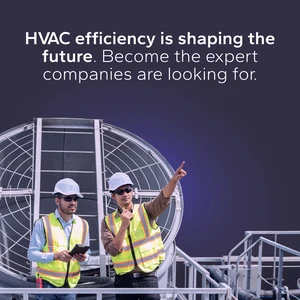 HVAC efficiency is shaping the
future. Become the expert
companies are looking for.